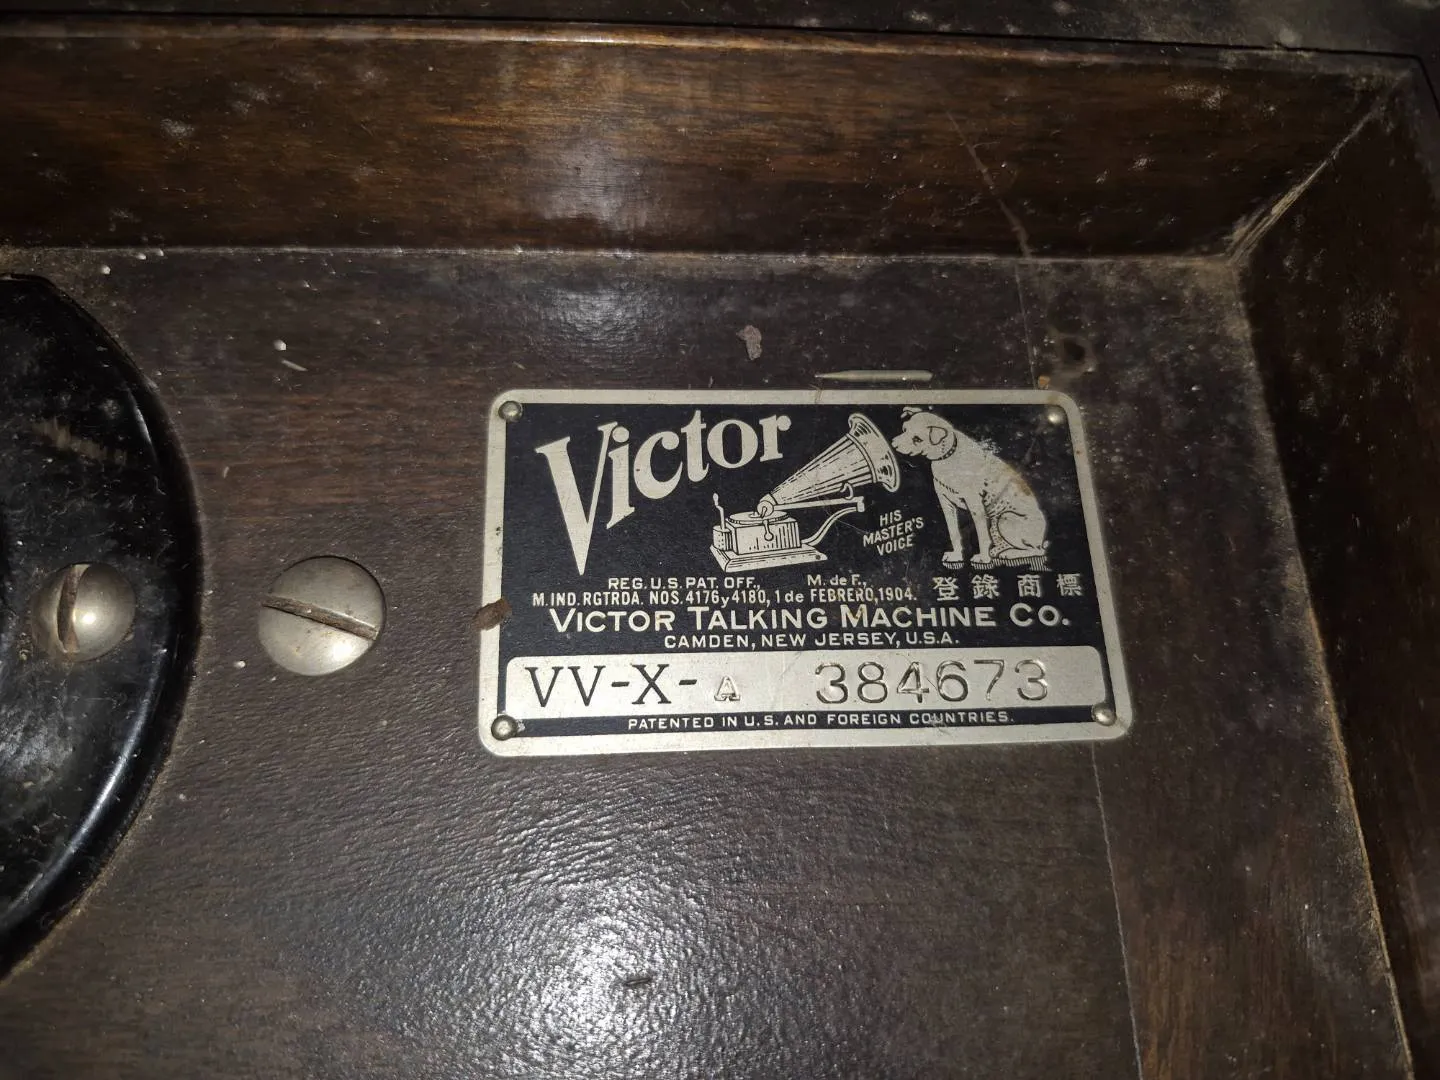 Victor
HIS
MASTER'S
VOICE
REG. U.S. PAT. OFF., M. de F.,
M. IND. RGTRDA. NOS. 4176 y 4180, 1 de FEBRERO, 1904. 登錄商標
VICTOR TALKING MACHINE CO.
CAMDEN, NEW JERSEY, U.S.A.
VV-X-A 384673
PATENTED IN U.S. AND FOREIGN COUNTRIES.